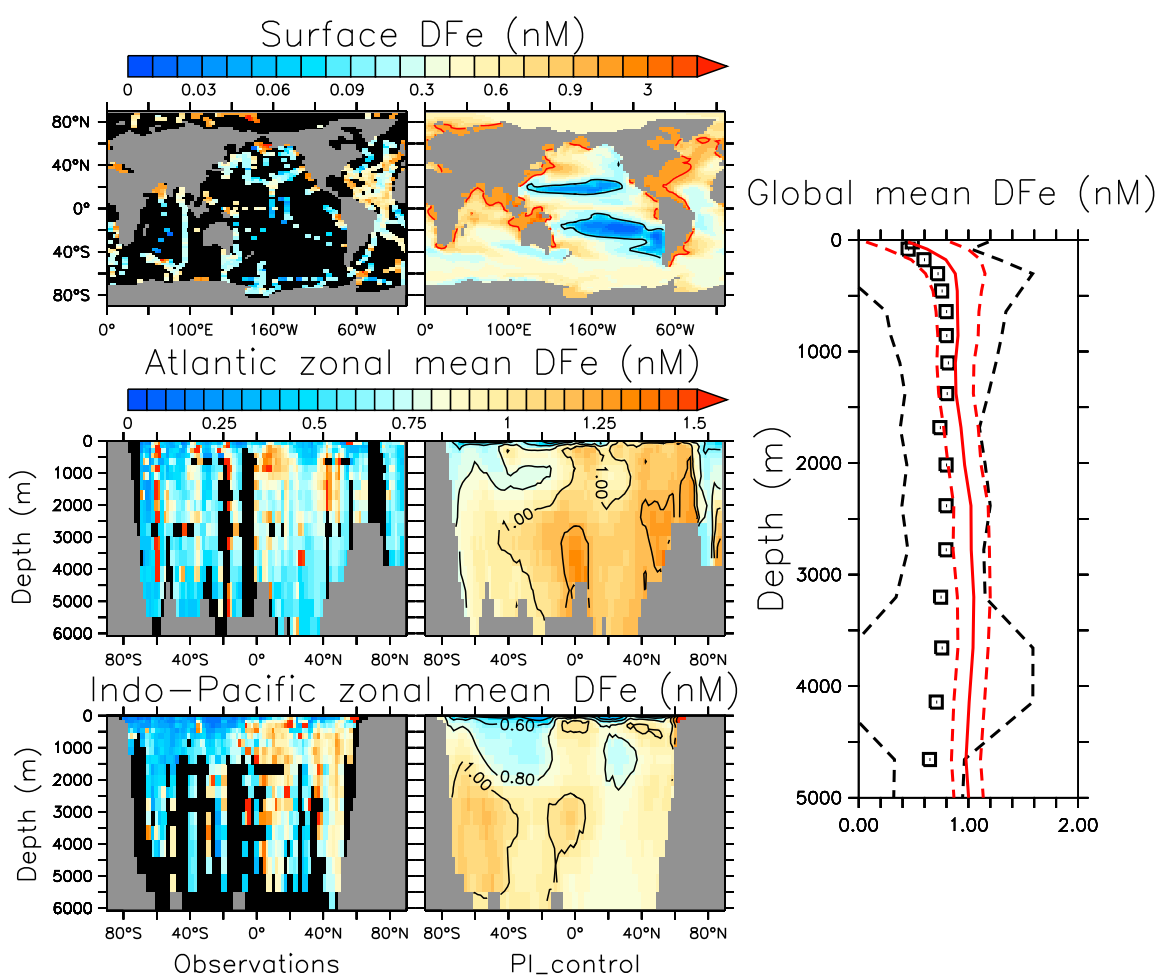 Surface DFe (nM)
0 0.03 0.06 0.09 0.3 0.6 0.9 3
80°N
40°N
0°
40°S
80°S
0° 100°E 160°W 60°W 0° 100°E 160°W 60°W
Atlantic zonal mean DFe (nM)
0 0.25 0.5 0.75 1 1.25 1.5
Depth (m)
0
1000
2000
3000
4000
5000
6000
1.00
1.00
80°S 40°S 0° 40°N 80°N 80°S 40°S 0° 40°N 80°N
Indo-Pacific zonal mean DFe (nM)
Depth (m)
0
1000
2000
3000
4000
5000
6000
0.60
0.80
1.00
80°S 40°S 0° 40°N 80°N 80°S 40°S 0° 40°N 80°N
Observations PI_control
Global mean DFe (nM)
Depth (m)
0
1000
2000
3000
4000
5000
0.00 1.00 2.00